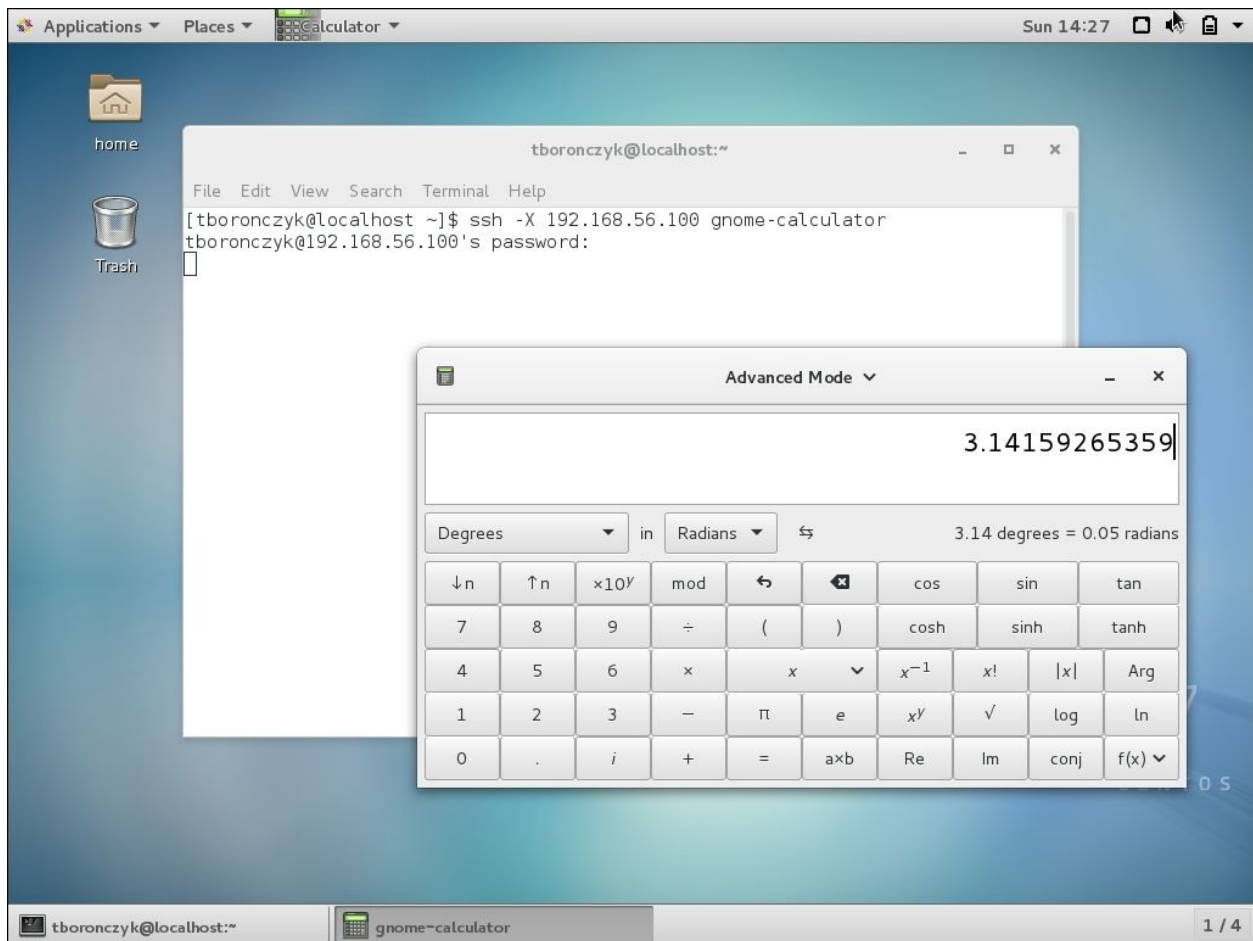 Applications Places Calculator Sun 14:27
home
Trash
tboronczyk@localhost:~
File Edit View Search Terminal Help
[tboronczyk@localhost ~]$ ssh -X 192.168.56.100 gnome-calculator
tboronczyk@192.168.56.100's password:
Advanced Mode
3.14159265359
Degrees in Radians 3.14 degrees = 0.05 radians
↓n ↑n ×10^y mod cos sin tan
7 8 9 ÷ ( ) cosh sinh tanh
4 5 6 × x x⁻¹ x! |x| Arg
1 2 3 − π e x^y √ log ln
0 . i + = a×b Re Im conj f(x)
7
tboronczyk@localhost:~ gnome-calculator 1 / 4